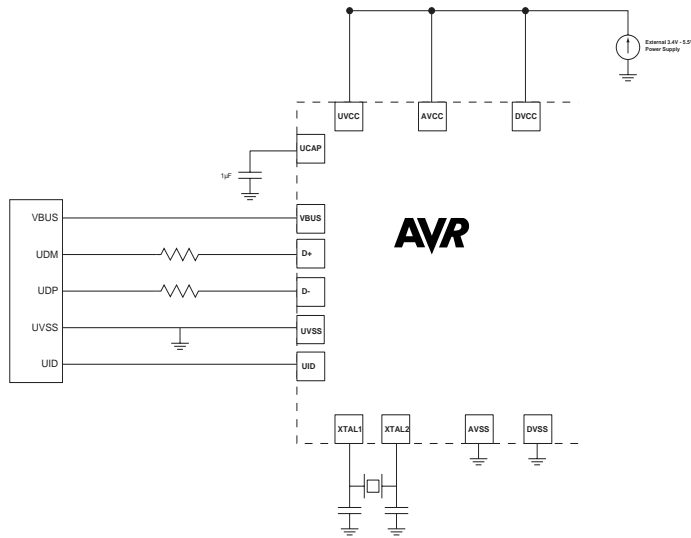 External 3.4V - 5.5V
Power Supply
UVCC
AVCC
DVCC
UCAP
1µF
VBUS
VBUS
UDM
D+
UDP
D-
UVSS
UVSS
UID
UID
AVR
XTAL1
XTAL2
AVSS
DVSS